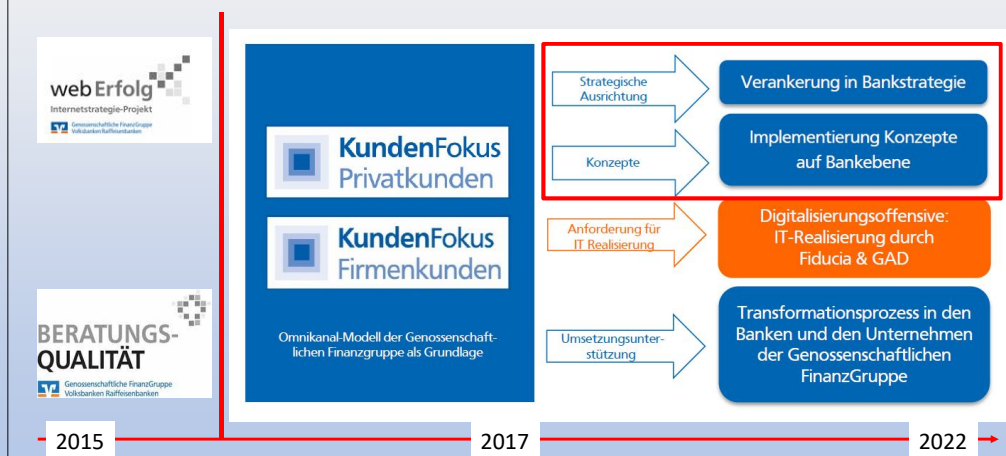 web Erfolg
Internetstrategie-Projekt
Genossenschaftliche FinanzGruppe
Volksbanken Raiffeisenbanken
BERATUNGS-
QUALITÄT
Genossenschaftliche FinanzGruppe
Volksbanken Raiffeisenbanken
KundenFokus
Privatkunden
KundenFokus
Firmenkunden
Omnikanal-Modell der Genossenschaft-
lichen Finanzgruppe als Grundlage
Strategische
Ausrichtung
Verankerung in Bankstrategie
Konzepte
Implementierung Konzepte
auf Bankebene
Anforderung für
IT Realisierung
Digitalisierungsoffensive:
IT-Realisierung durch
Fiducia & GAD
Umsetzungsunter-
stützung
Transformationsprozess in den
Banken und den Unternehmen
der Genossenschaftlichen
FinanzGruppe
2015
2017
2022